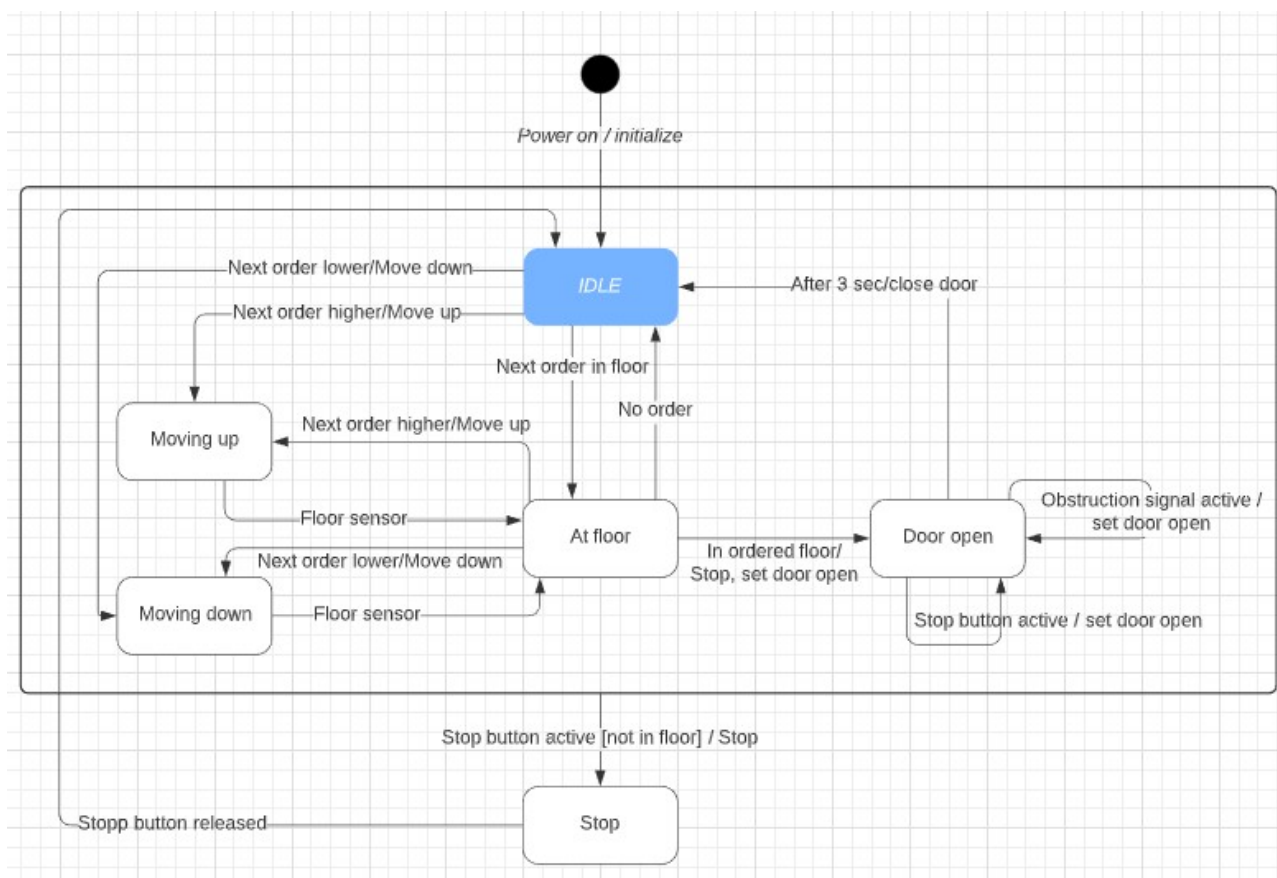 Power on / initialize
Next order lower/Move down
IDLE
After 3 sec/close door
Next order higher/Move up
Next order in floor
No order
Next order higher/Move up
Moving up
Obstruction signal active /
set door open
Floor sensor
At floor
Door open
In ordered floor/
Stop, set door open
Next order lower/Move down
Moving down
Floor sensor
Stop button active / set door open
Stop button active [not in floor] / Stop
Stopp button released
Stop